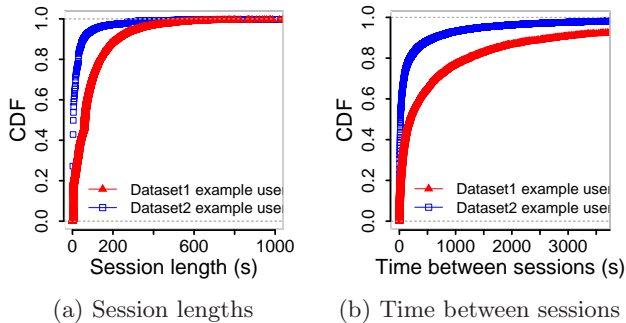 CDF
0.0 0.2 0.4 0.6 0.8 1.0
Dataset1 example user
Dataset2 example user
0 200 600 1000
Session length (s)
(a) Session lengths
CDF
0.0 0.2 0.4 0.6 0.8 1.0
Dataset1 example user
Dataset2 example user
0 1000 2000 3000
Time between sessions (s)
(b) Time between sessions